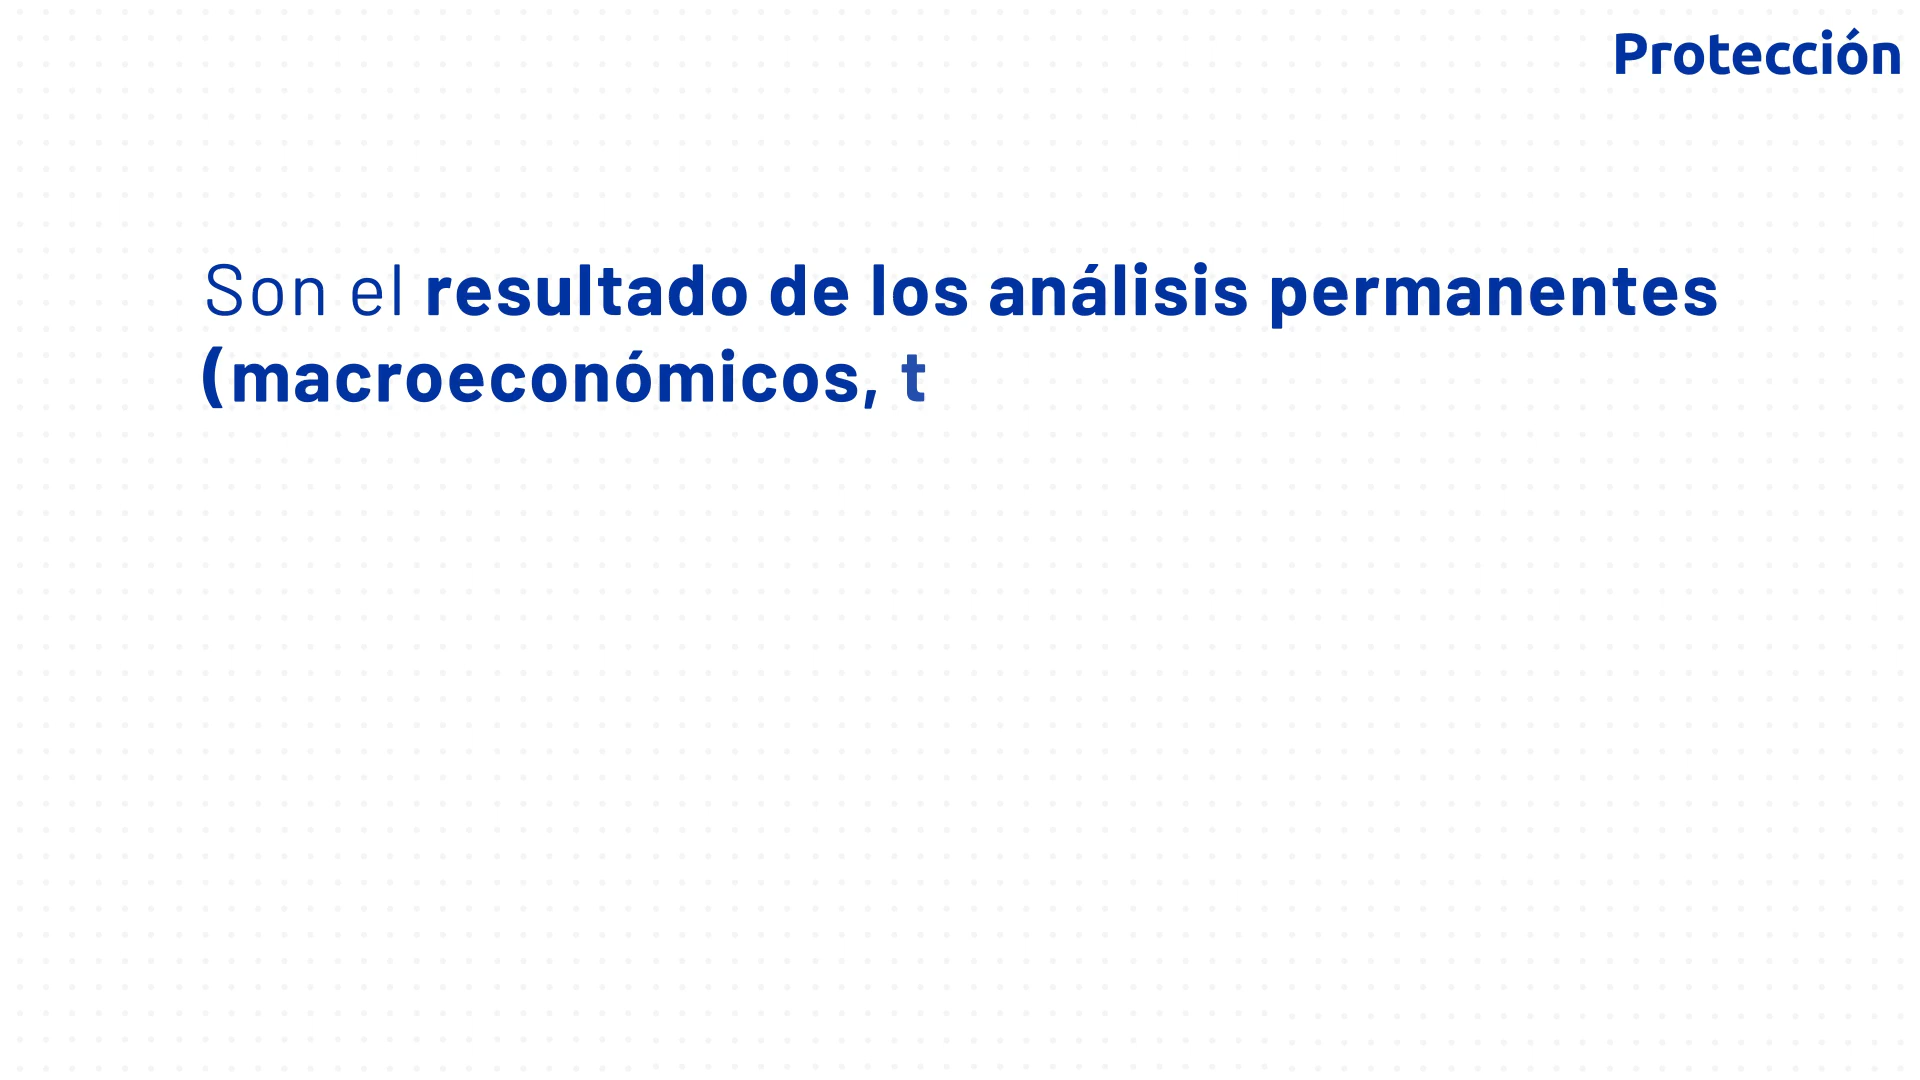 Protección
Son el resultado de los análisis permanentes
(macroeconómicos, t